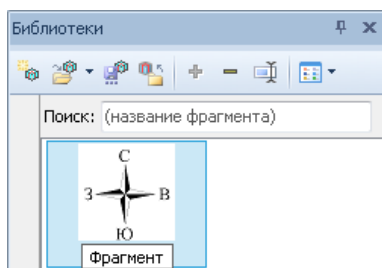 Библиотеки
Поиск: (название фрагмента)
С
З В
Ю
Фрагмент